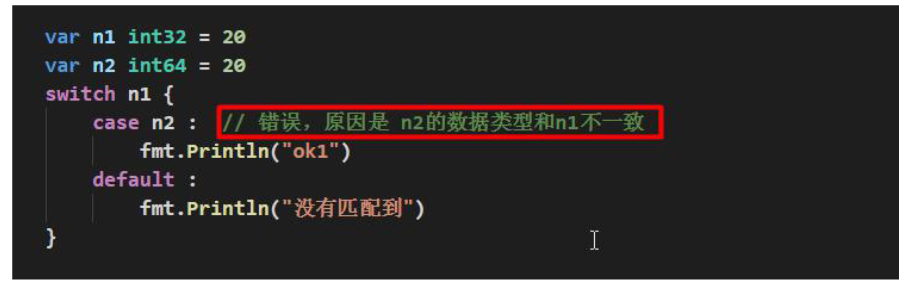 var n1 int32 = 20
var n2 int64 = 20
switch n1 {
    case n2 :  // 错误，原因是 n2的数据类型和n1不一致
        fmt.Println("ok1")
    default :
        fmt.Println("没有匹配到")
}